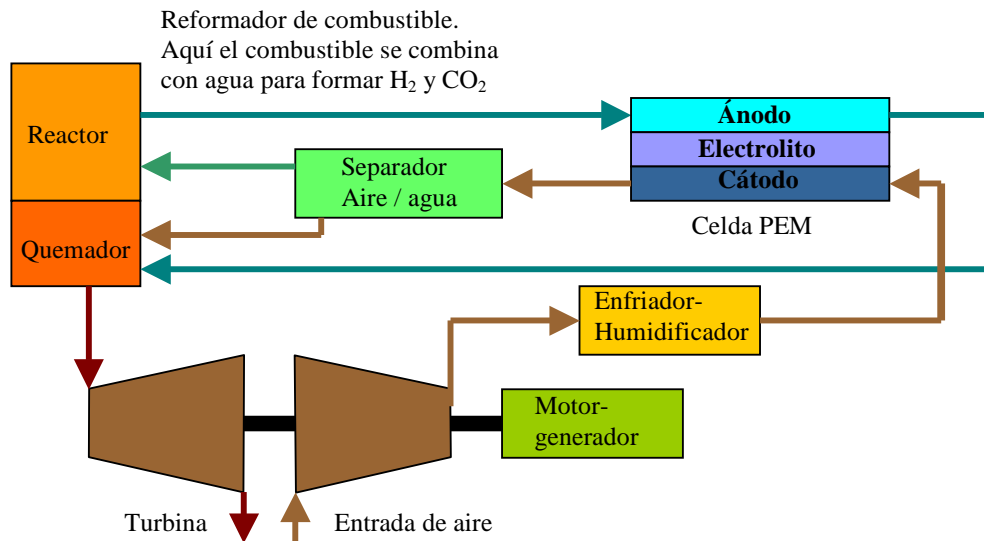 Reformador de combustible.
Aquí el combustible se combina
con agua para formar H₂ y CO₂
Reactor
Ánodo
Electrolito
Cátodo
Separador
Aire / agua
Celda PEM
Quemador
Enfriador-
Humidificador
Motor-
generador
Turbina
Entrada de aire